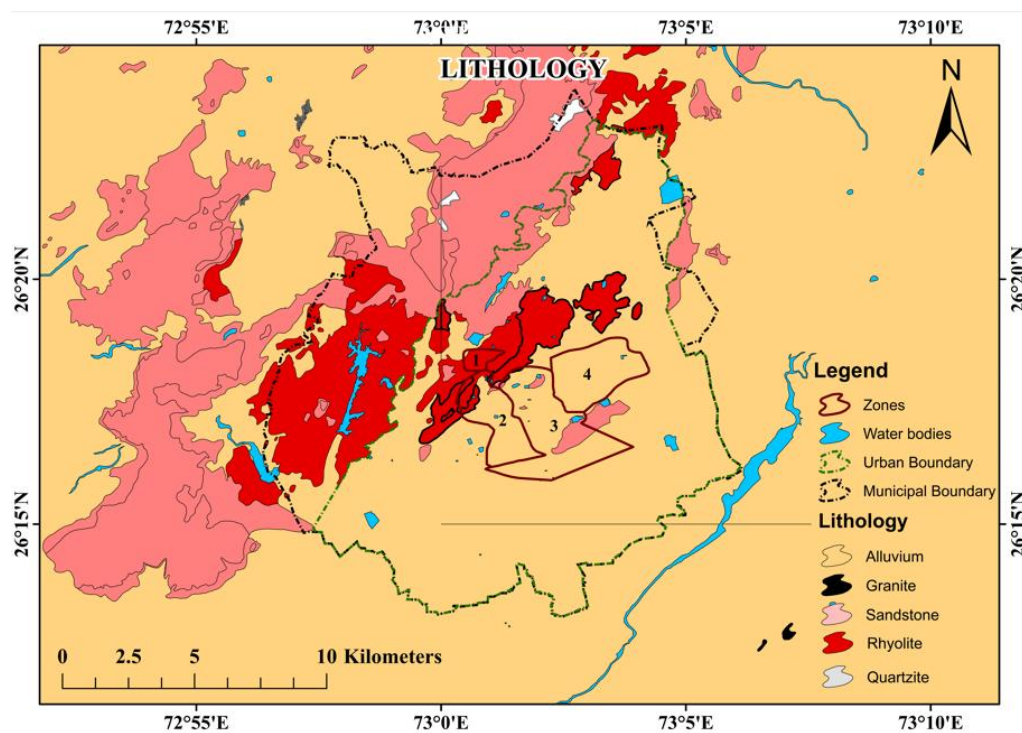 72°55'E 73°0'E 73°5'E 73°10'E
LITHOLOGY
N
26°20'N 26°20'N
1
4
2
3
26°15'N 26°15'N
Legend
Zones
Water bodies
Urban Boundary
Municipal Boundary
Lithology
Alluvium
Granite
Sandstone
Rhyolite
Quartzite
0 2.5 5 10 Kilometers
72°55'E 73°0'E 73°5'E 73°10'E